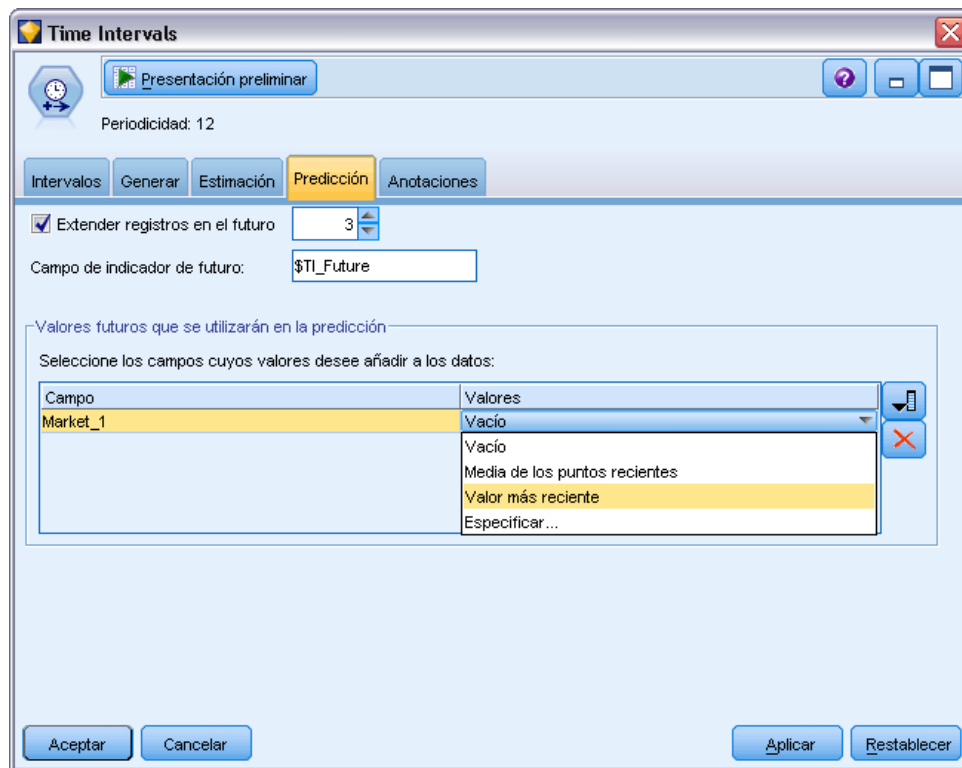 Time Intervals
Presentación preliminar
Periodicidad: 12
Intervalos Generar Estimación Predicción Anotaciones
Extender registros en el futuro 3
Campo de indicador de futuro: $TI_Future
Valores futuros que se utilizarán en la predicción
Seleccione los campos cuyos valores desee añadir a los datos:
Campo Valores
Market_1 Vacío
Vacío
Media de los puntos recientes
Valor más reciente
Especificar...
Aceptar Cancelar Aplicar Restablecer